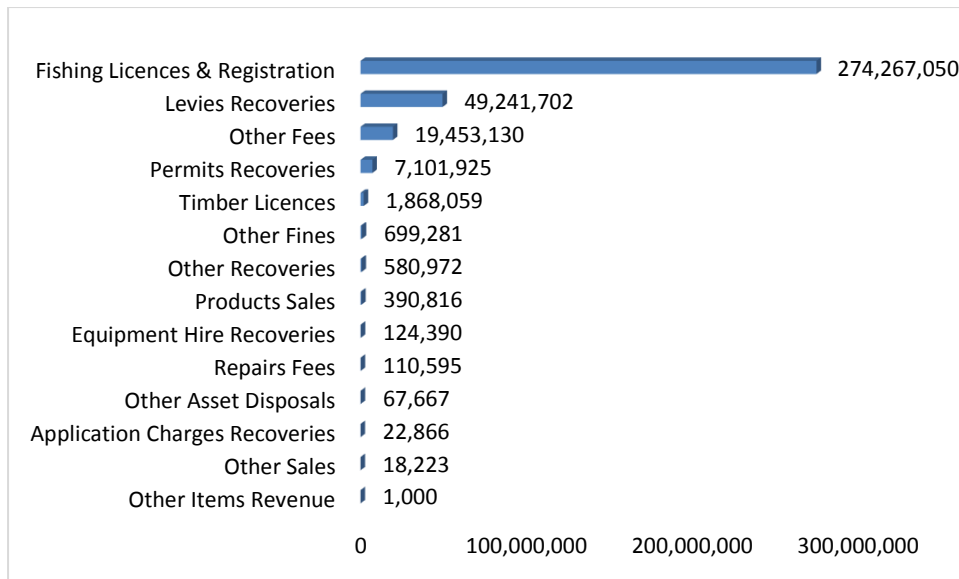 Fishing Licences & Registration 274,267,050
Levies Recoveries 49,241,702
Other Fees 19,453,130
Permits Recoveries 7,101,925
Timber Licences 1,868,059
Other Fines 699,281
Other Recoveries 580,972
Products Sales 390,816
Equipment Hire Recoveries 124,390
Repairs Fees 110,595
Other Asset Disposals 67,667
Application Charges Recoveries 22,866
Other Sales 18,223
Other Items Revenue 1,000
0 100,000,000 200,000,000 300,000,000